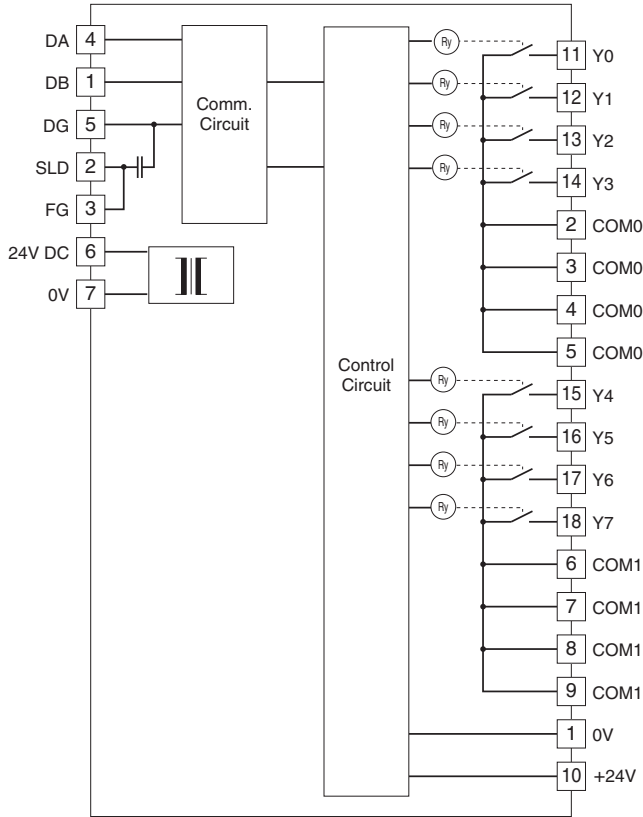 DA 4
DB 1
DG 5
SLD 2
FG 3
24V DC 6
0V 7
Comm.
Circuit
Control
Circuit
Ry
Ry
Ry
Ry
Ry
Ry
Ry
Ry
11 Y0
12 Y1
13 Y2
14 Y3
2 COM0
3 COM0
4 COM0
5 COM0
15 Y4
16 Y5
17 Y6
18 Y7
6 COM1
7 COM1
8 COM1
9 COM1
1 0V
10 +24V